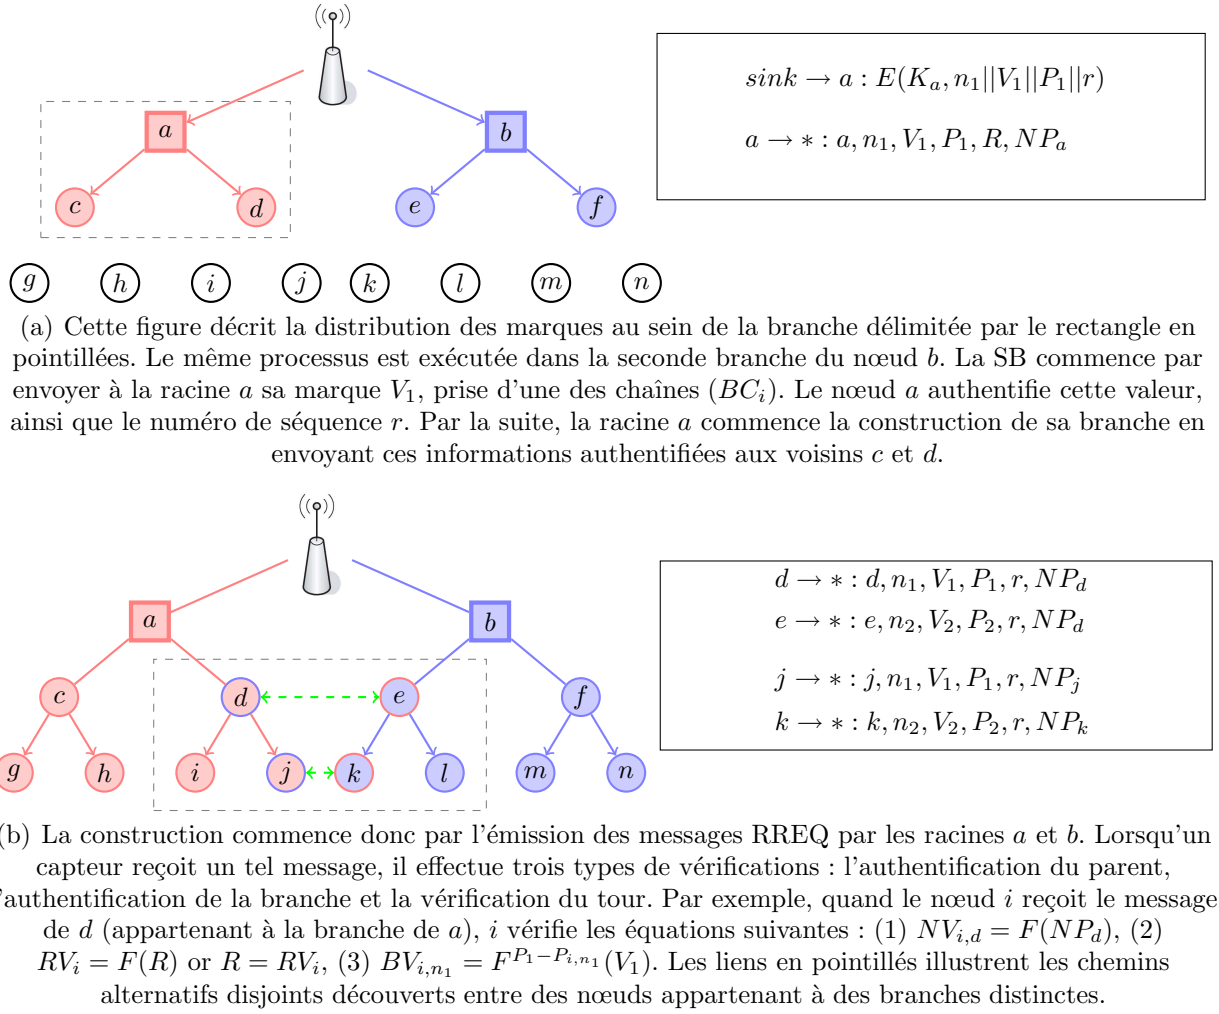 a
b
c
d
e
f
g
h
i
j
k
l
m
n
sink → a : E(K_a, n_1||V_1||P_1||r)
a → ∗ : a, n_1, V_1, P_1, R, NP_a
(a) Cette figure décrit la distribution des marques au sein de la branche délimitée par le rectangle en
pointillées. Le même processus est exécutée dans la seconde branche du nœud b. La SB commence par
envoyer à la racine a sa marque V_1, prise d'une des chaînes (BC_i). Le nœud a authentifie cette valeur,
ainsi que le numéro de séquence r. Par la suite, la racine a commence la construction de sa branche en
envoyant ces informations authentifiées aux voisins c et d.
a
b
c
d
e
f
g
h
i
j
k
l
m
n
d → ∗ : d, n_1, V_1, P_1, r, NP_d
e → ∗ : e, n_2, V_2, P_2, r, NP_d
j → ∗ : j, n_1, V_1, P_1, r, NP_j
k → ∗ : k, n_2, V_2, P_2, r, NP_k
(b) La construction commence donc par l'émission des messages RREQ par les racines a et b. Lorsqu'un
capteur reçoit un tel message, il effectue trois types de vérifications : l'authentification du parent,
l'authentification de la branche et la vérification du tour. Par exemple, quand le nœud i reçoit le message
de d (appartenant à la branche de a), i vérifie les équations suivantes : (1) NV_{i,d} = F(NP_d), (2)
RV_i = F(R) or R = RV_i, (3) BV_{i,n_1} = F^{P_1−P_{i,n_1}}(V_1). Les liens en pointillés illustrent les chemins
alternatifs disjoints découverts entre des nœuds appartenant à des branches distinctes.